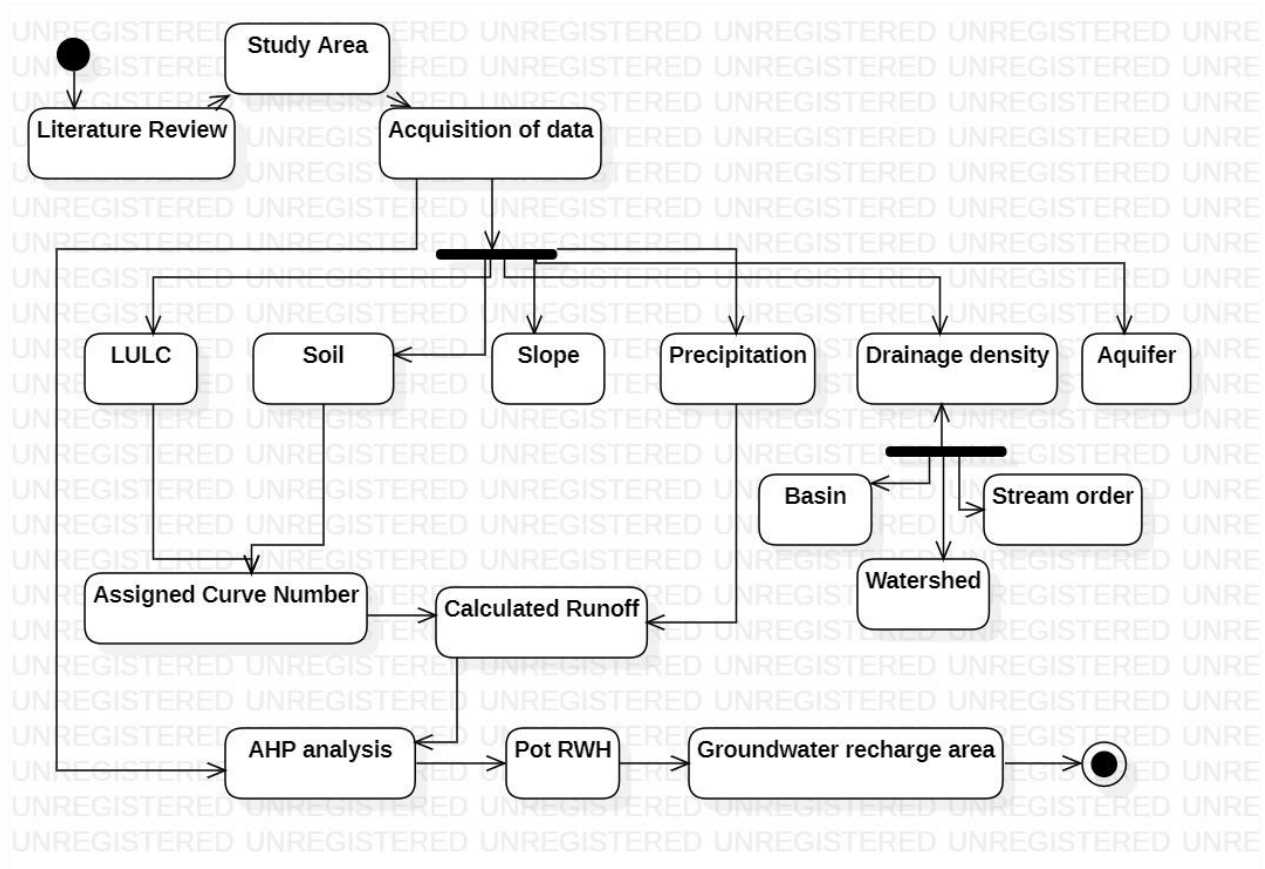 Study Area
Literature Review
Acquisition of data
LULC
Soil
Slope
Precipitation
Drainage density
Aquifer
Basin
Stream order
Watershed
Assigned Curve Number
Calculated Runoff
AHP analysis
Pot RWH
Groundwater recharge area
UNREGISTERED